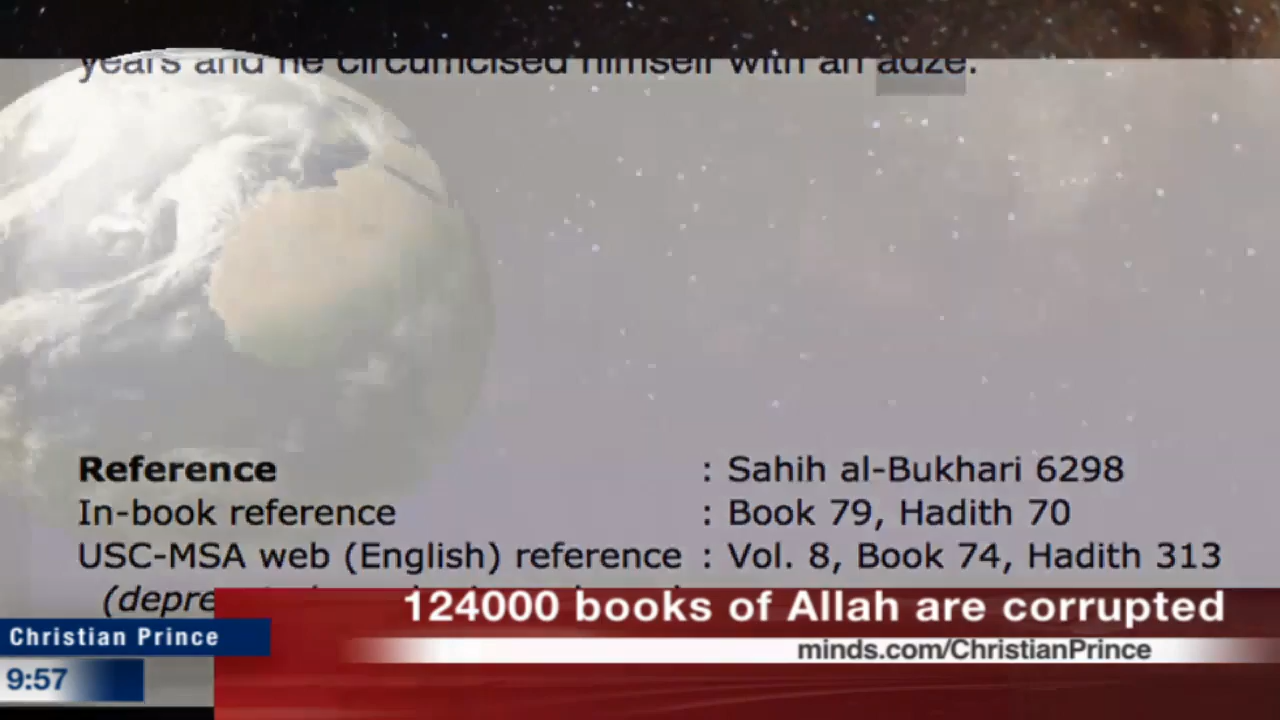 years and he circumcised himself with an adze.
Reference : Sahih al-Bukhari 6298
In-book reference : Book 79, Hadith 70
USC-MSA web (English) reference : Vol. 8, Book 74, Hadith 313
124000 books of Allah are corrupted
Christian Prince
minds.com/ChristianPrince
9:57